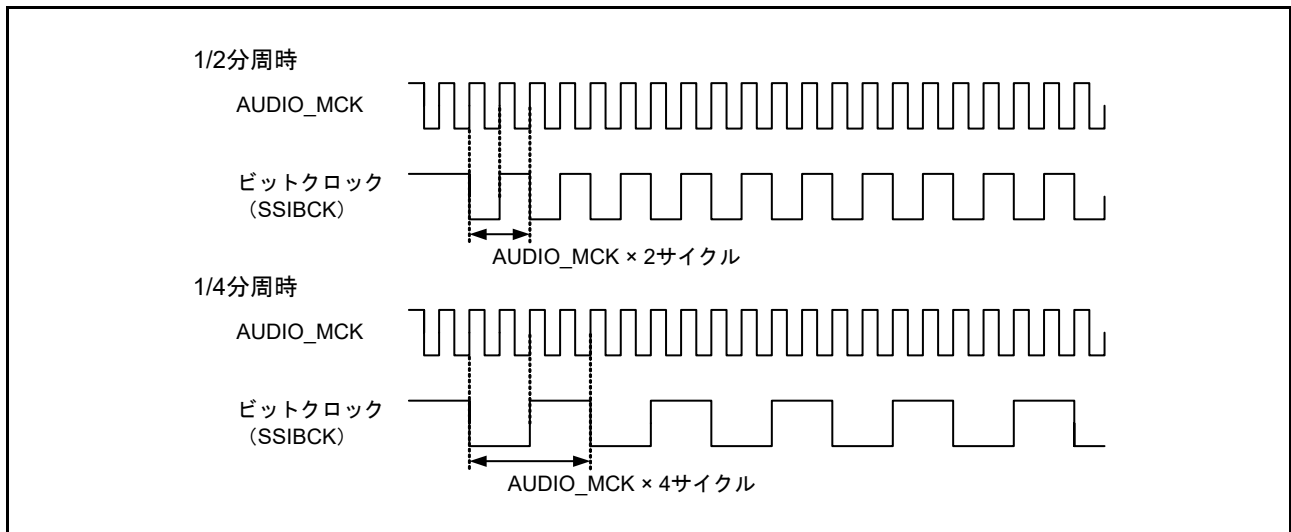 1/2分周時
AUDIO_MCK
ビットクロック
(SSIBCK)
AUDIO_MCK × 2サイクル
1/4分周時
AUDIO_MCK
ビットクロック
(SSIBCK)
AUDIO_MCK × 4サイクル